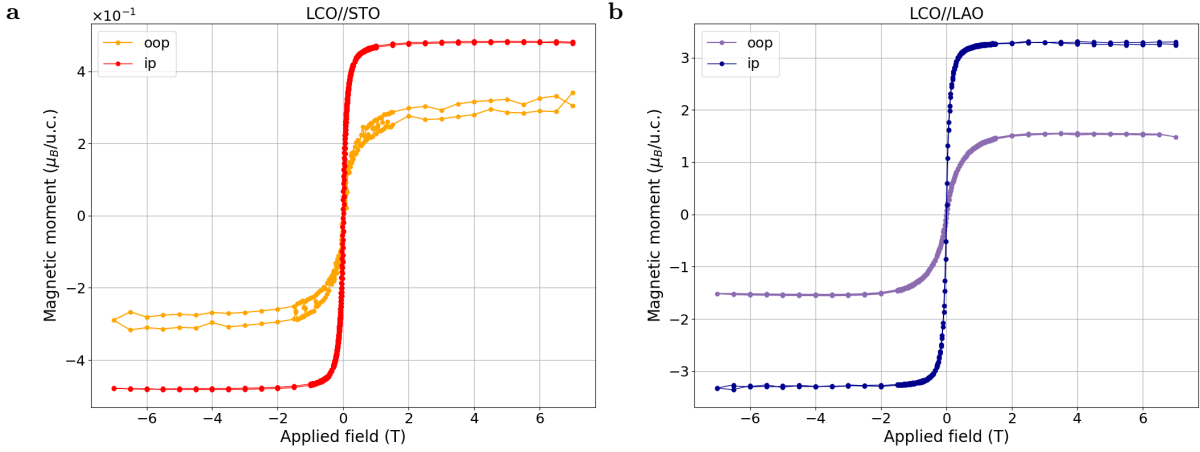 a
LCO//STO
×10⁻¹
oop
ip
4
2
0
−2
−4
Magnetic moment (μ_B/u.c.)
−6 −4 −2 0 2 4 6
Applied field (T)
b
LCO//LAO
oop
ip
3
2
1
0
−1
−2
−3
Magnetic moment (μ_B/u.c.)
−6 −4 −2 0 2 4 6
Applied field (T)